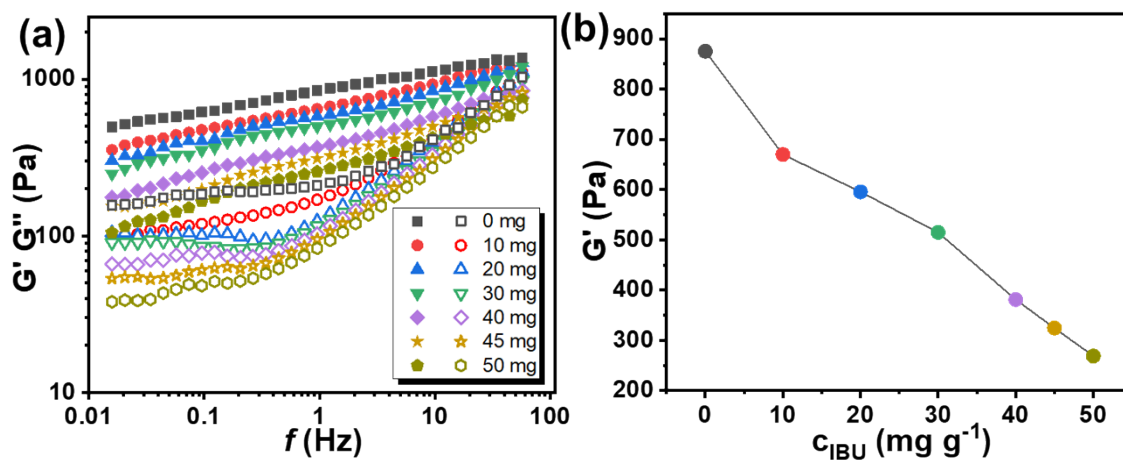 (a)
G' G'' (Pa)
1000
100
10
0.01
0.1
1
10
100
f (Hz)
0 mg
10 mg
20 mg
30 mg
40 mg
45 mg
50 mg
(b)
G' (Pa)
900
800
700
600
500
400
300
200
0
10
20
30
40
50
c_IBU (mg g⁻¹)